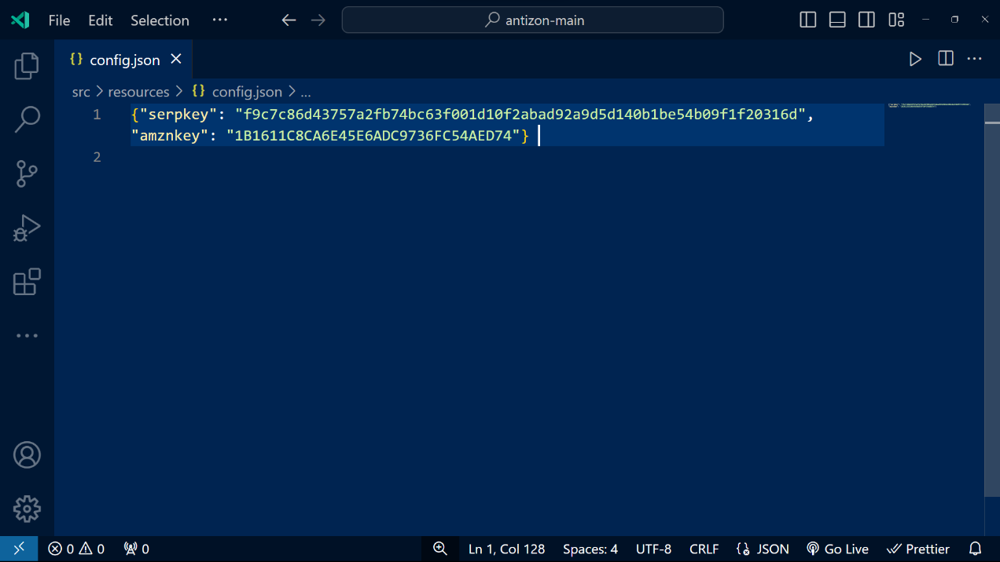 File Edit Selection ···
antizon-main
{} config.json
src > resources > {} config.json > ...
1 {"serpkey": "f9c7c86d43757a2fb74bc63f001d10f2abad92a9d5d140b1be54b09f1f20316d",
"amznkey": "1B1611C8CA6E45E6ADC9736FC54AED74"}
2
0 0 0 Ln 1, Col 128 Spaces: 4 UTF-8 CRLF JSON Go Live Prettier